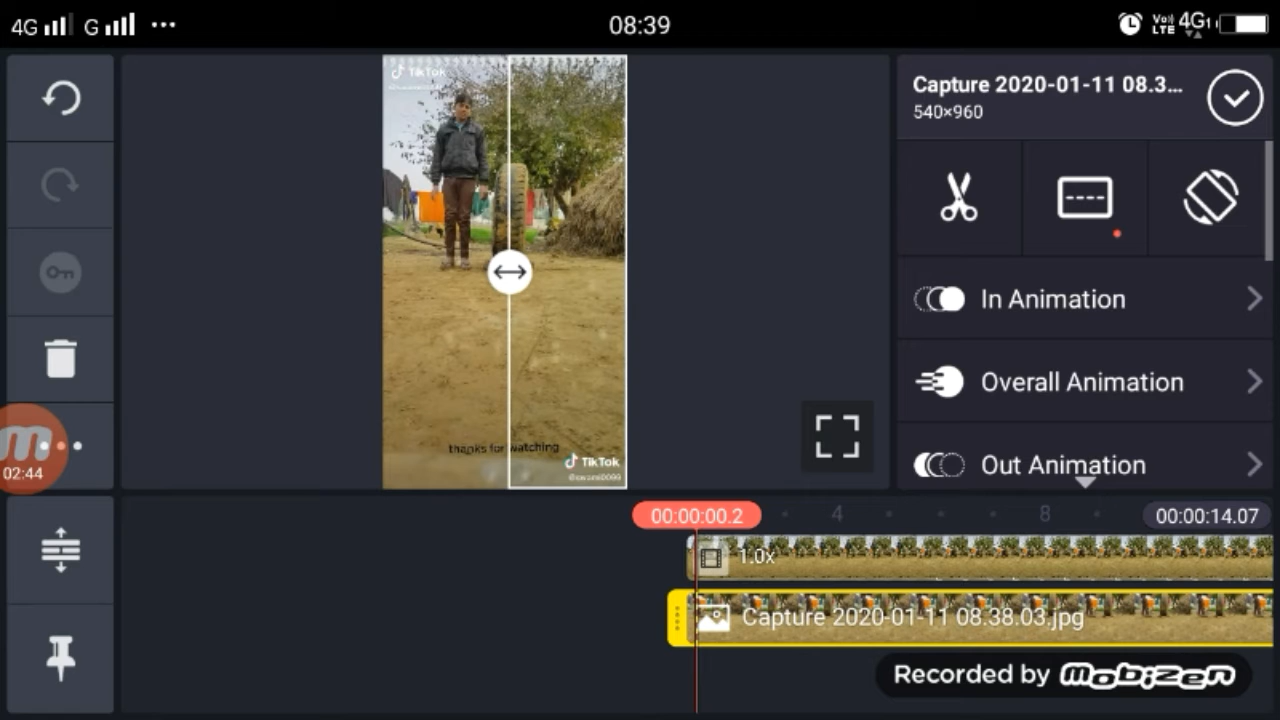 4G G 08:39 VoLTE 4G
TikTok
Capture 2020-01-11 08.3...
540×960
In Animation
Overall Animation
Out Animation
thanks for watching
TikTok
02:44
00:00:00.2 4 8 00:00:14.07
1.0x
Capture 2020-01-11 08.38.03.jpg
Recorded by mobizen